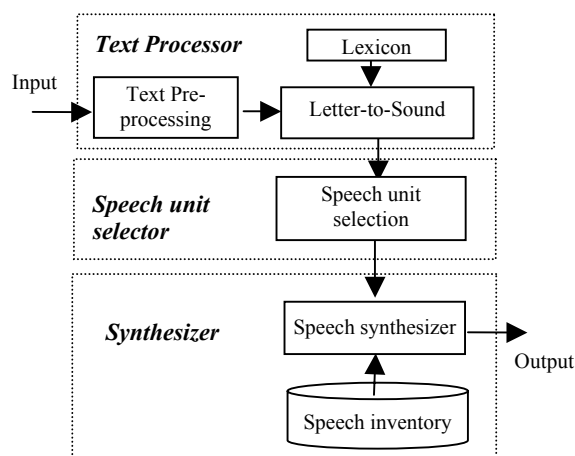 Text Processor
Lexicon
Input
Text Pre-
processing
Letter-to-Sound
Speech unit
selector
Speech unit
selection
Synthesizer
Speech synthesizer
Output
Speech inventory